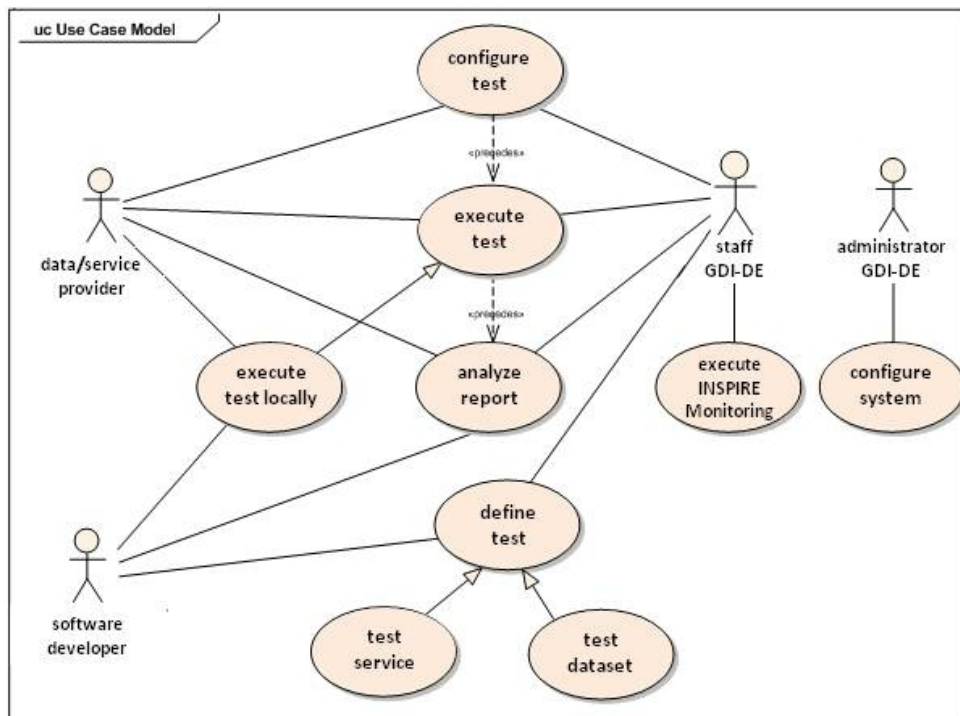 uc Use Case Model
configure
test
«precedes»
execute
test
data/service
provider
staff
GDI-DE
administrator
GDI-DE
«precedes»
execute
test locally
analyze
report
execute
INSPIRE
Monitoring
configure
system
define
test
software
developer
test
service
test
dataset